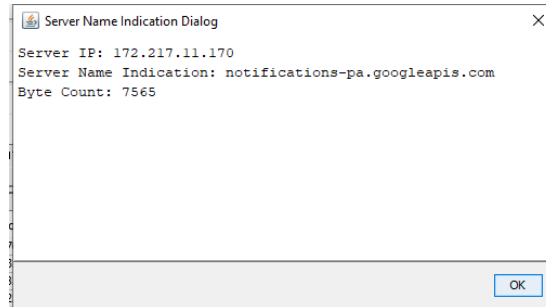 Server Name Indication Dialog
Server IP: 172.217.11.170
Server Name Indication: notifications-pa.googleapis.com
Byte Count: 7565
OK